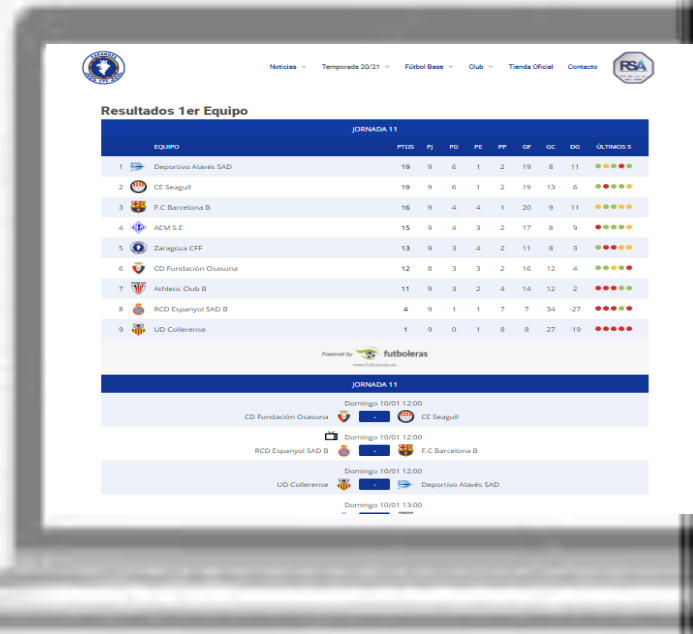 ZARAGOZA
CFF
Noticias Temporada 20/21 Fútbol Base Club Tienda Oficial Contacto RSA
Resultados 1er Equipo
JORNADA 11
EQUIPO PTOS PJ PG PE PP GF GC DG ÚLTIMOS 5
1 Deportivo Alavés SAD 19 9 6 1 2 19 8 11
2 CE Seagull 19 9 6 1 2 19 13 6
3 F.C Barcelona B 16 9 4 4 1 20 9 11
4 AEM S.E 15 9 4 3 2 17 8 9
5 Zaragoza CFF 13 9 3 4 2 11 8 3
6 CD Fundación Osasuna 12 8 3 3 2 16 12 4
7 Athletic Club B 11 9 3 2 4 14 12 2
8 RCD Espanyol SAD B 4 9 1 1 7 7 34 -27
9 UD Collerense 1 9 0 1 8 8 27 -19
Powered by futboleras
www.futboleras.es
JORNADA 11
Domingo 10/01 12:00
CD Fundación Osasuna - CE Seagull
Domingo 10/01 12:00
RCD Espanyol SAD B - F.C Barcelona B
Domingo 10/01 12:00
UD Collerense - Deportivo Alavés SAD
Domingo 10/01 13:00